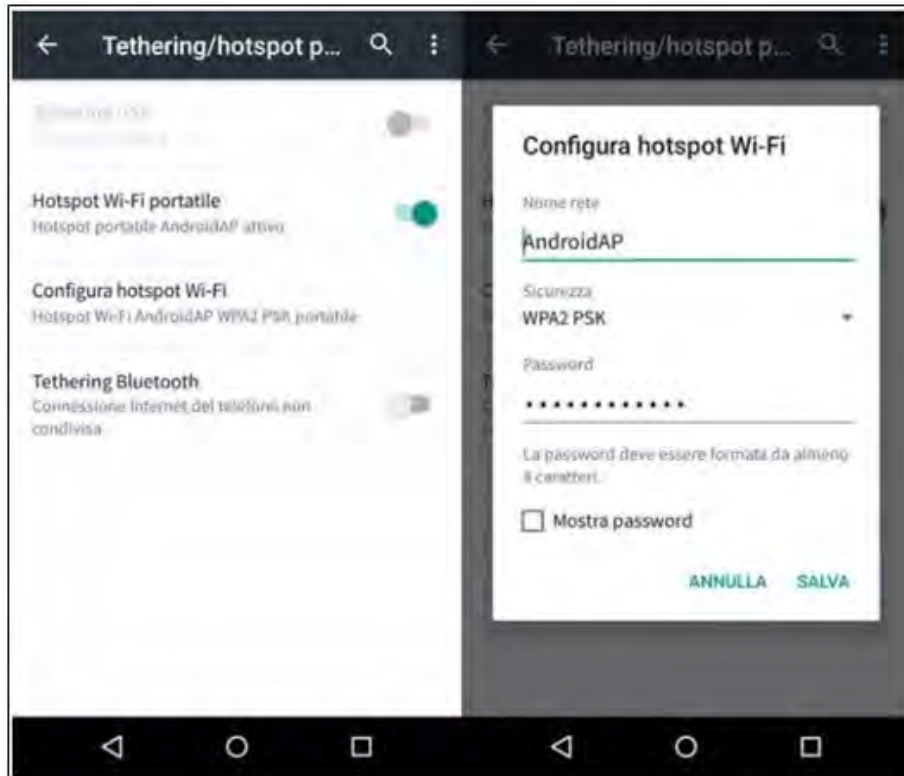 Tethering/hotspot p...
Hotspot Wi-Fi portatile
Hotspot portabile AndroidAP attivo
Configura hotspot Wi-Fi
Hotspot Wi-Fi AndroidAP WPA2 PSK portatile
Tethering Bluetooth
Connessione Internet del telefono non
condivisa
Tethering/hotspot p...
Configura hotspot Wi-Fi
Nome rete
AndroidAP
Sicurezza
WPA2 PSK
Password
••••••••••••
La password deve essere formata da almeno
8 caratteri.
Mostra password
ANNULLA SALVA